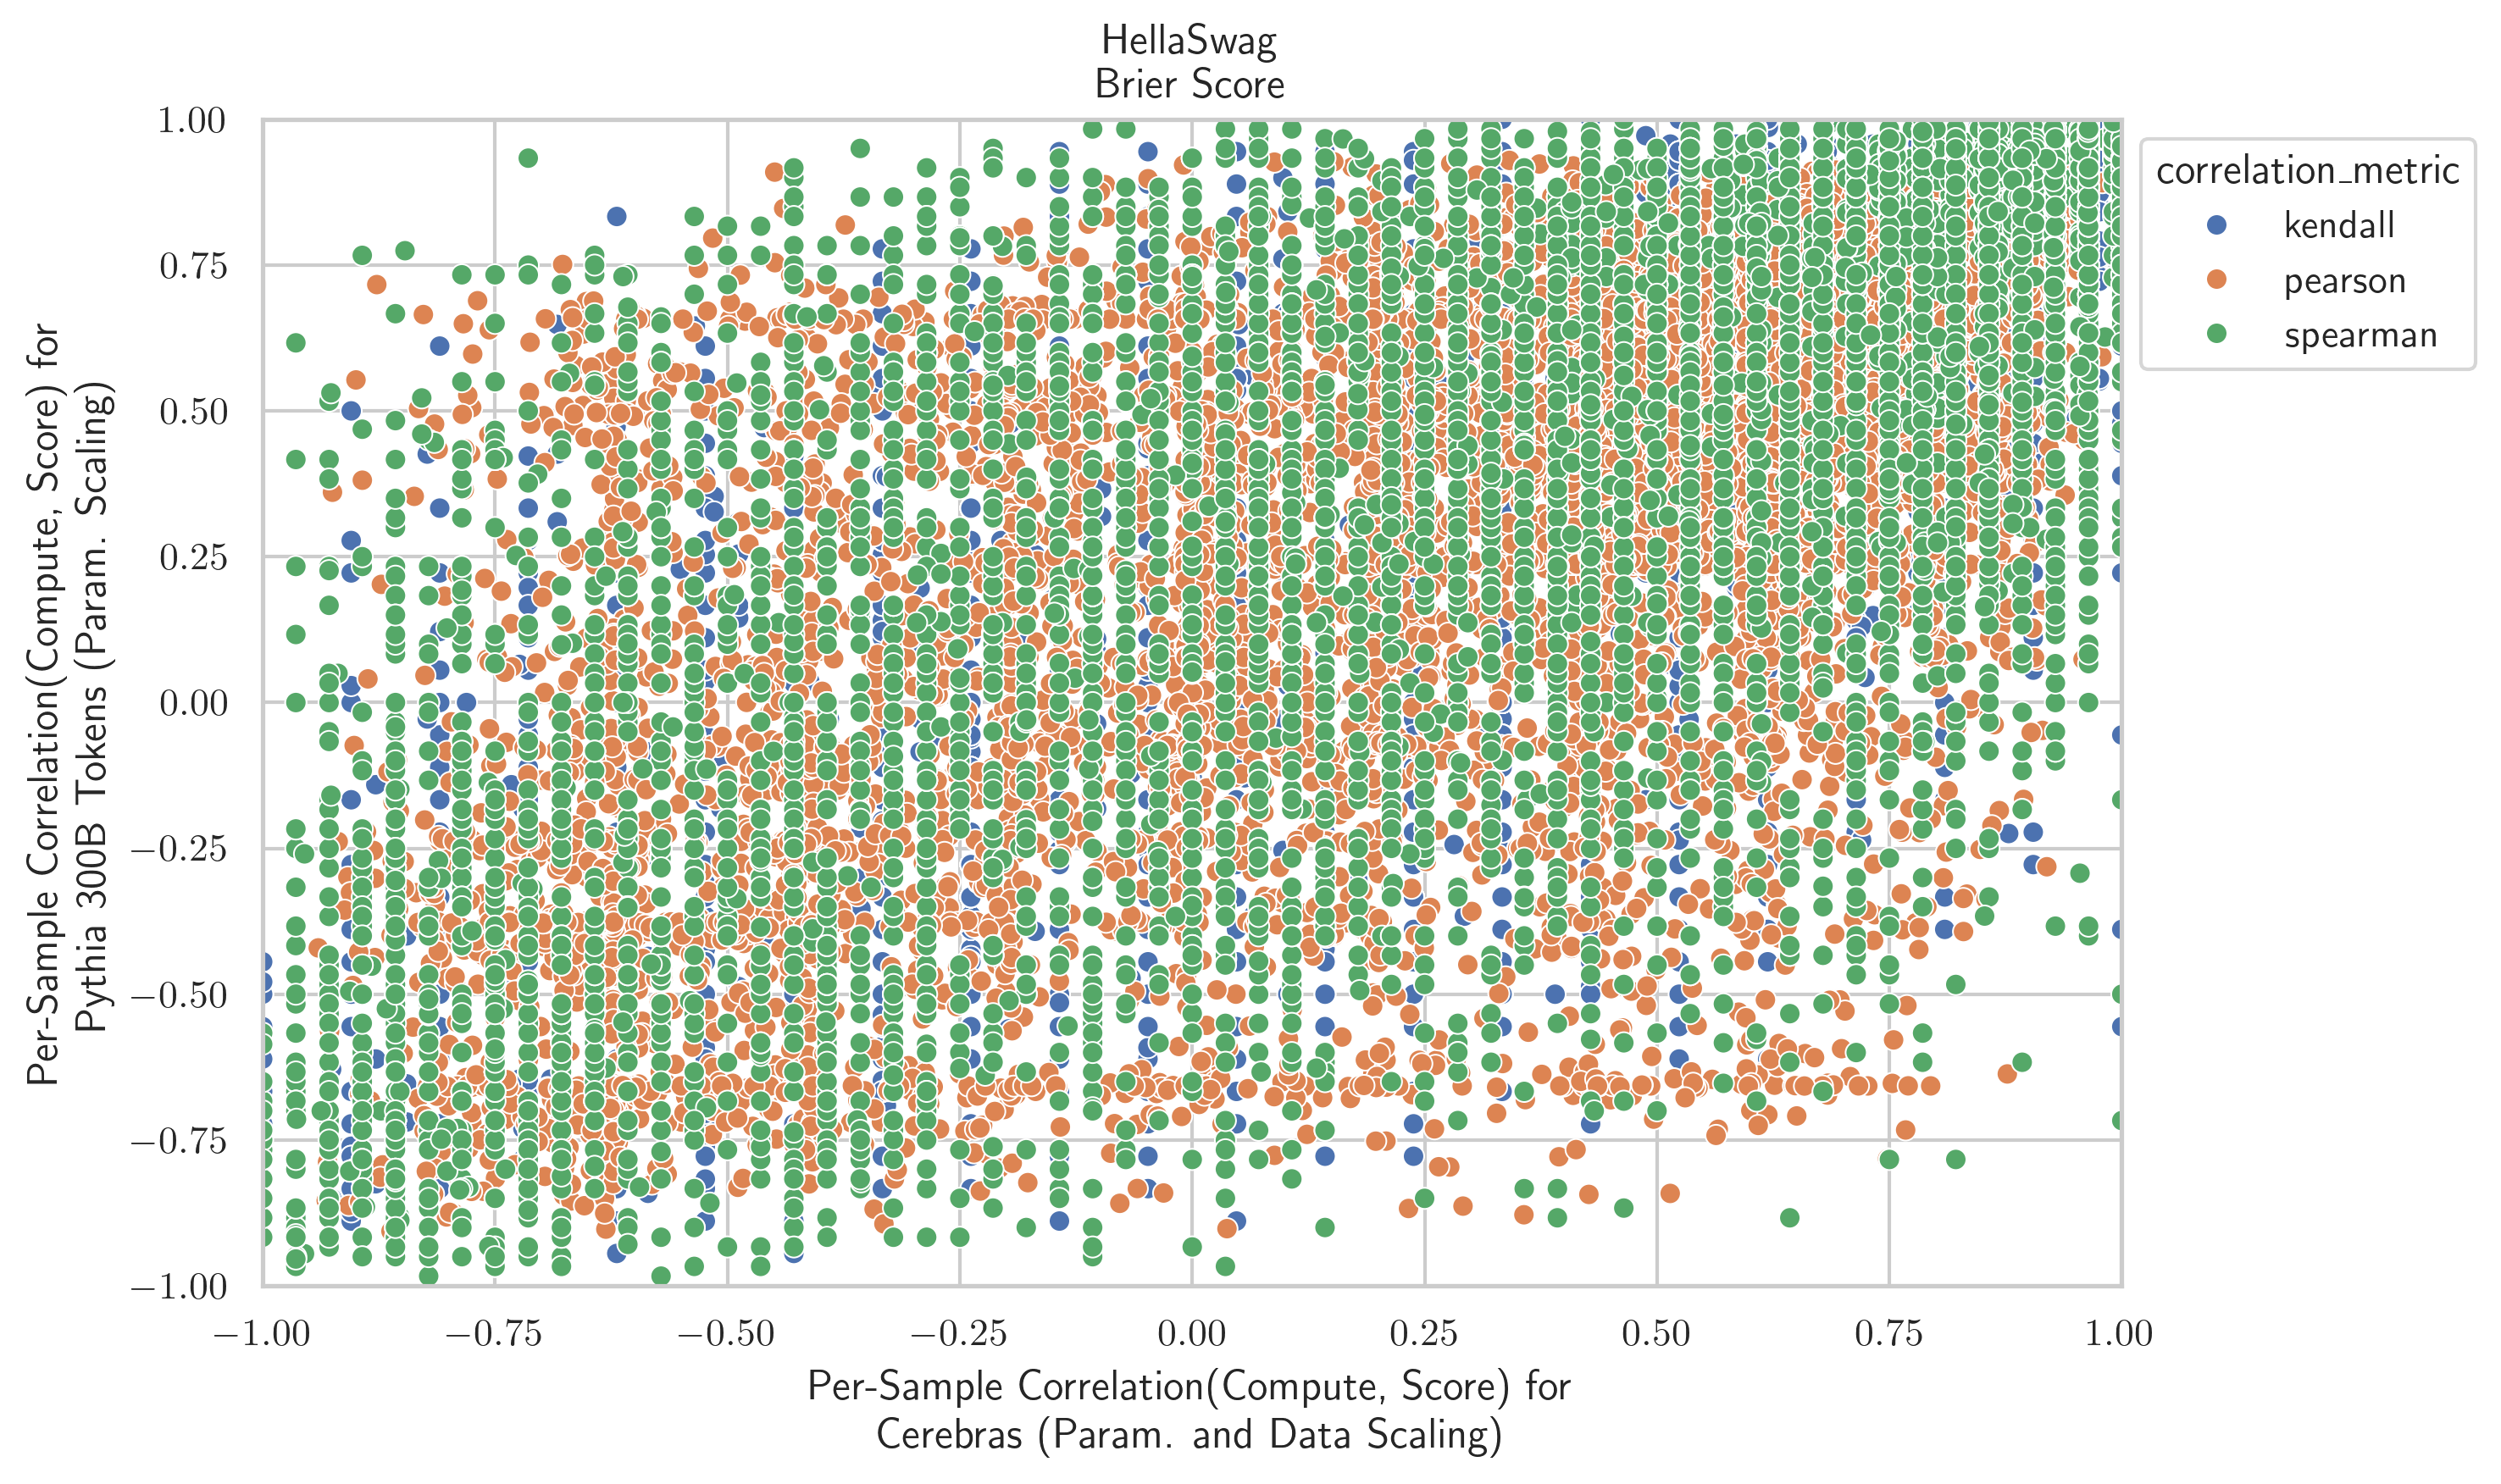 HellaSwag
Brier Score
Per-Sample Correlation(Compute, Score) for
Pythia 300B Tokens (Param. Scaling)
1.00
0.75
0.50
0.25
0.00
−0.25
−0.50
−0.75
−1.00
−1.00
−0.75
−0.50
−0.25
0.00
0.25
0.50
0.75
1.00
Per-Sample Correlation(Compute, Score) for
Cerebras (Param. and Data Scaling)
correlation_metric
kendall
pearson
spearman